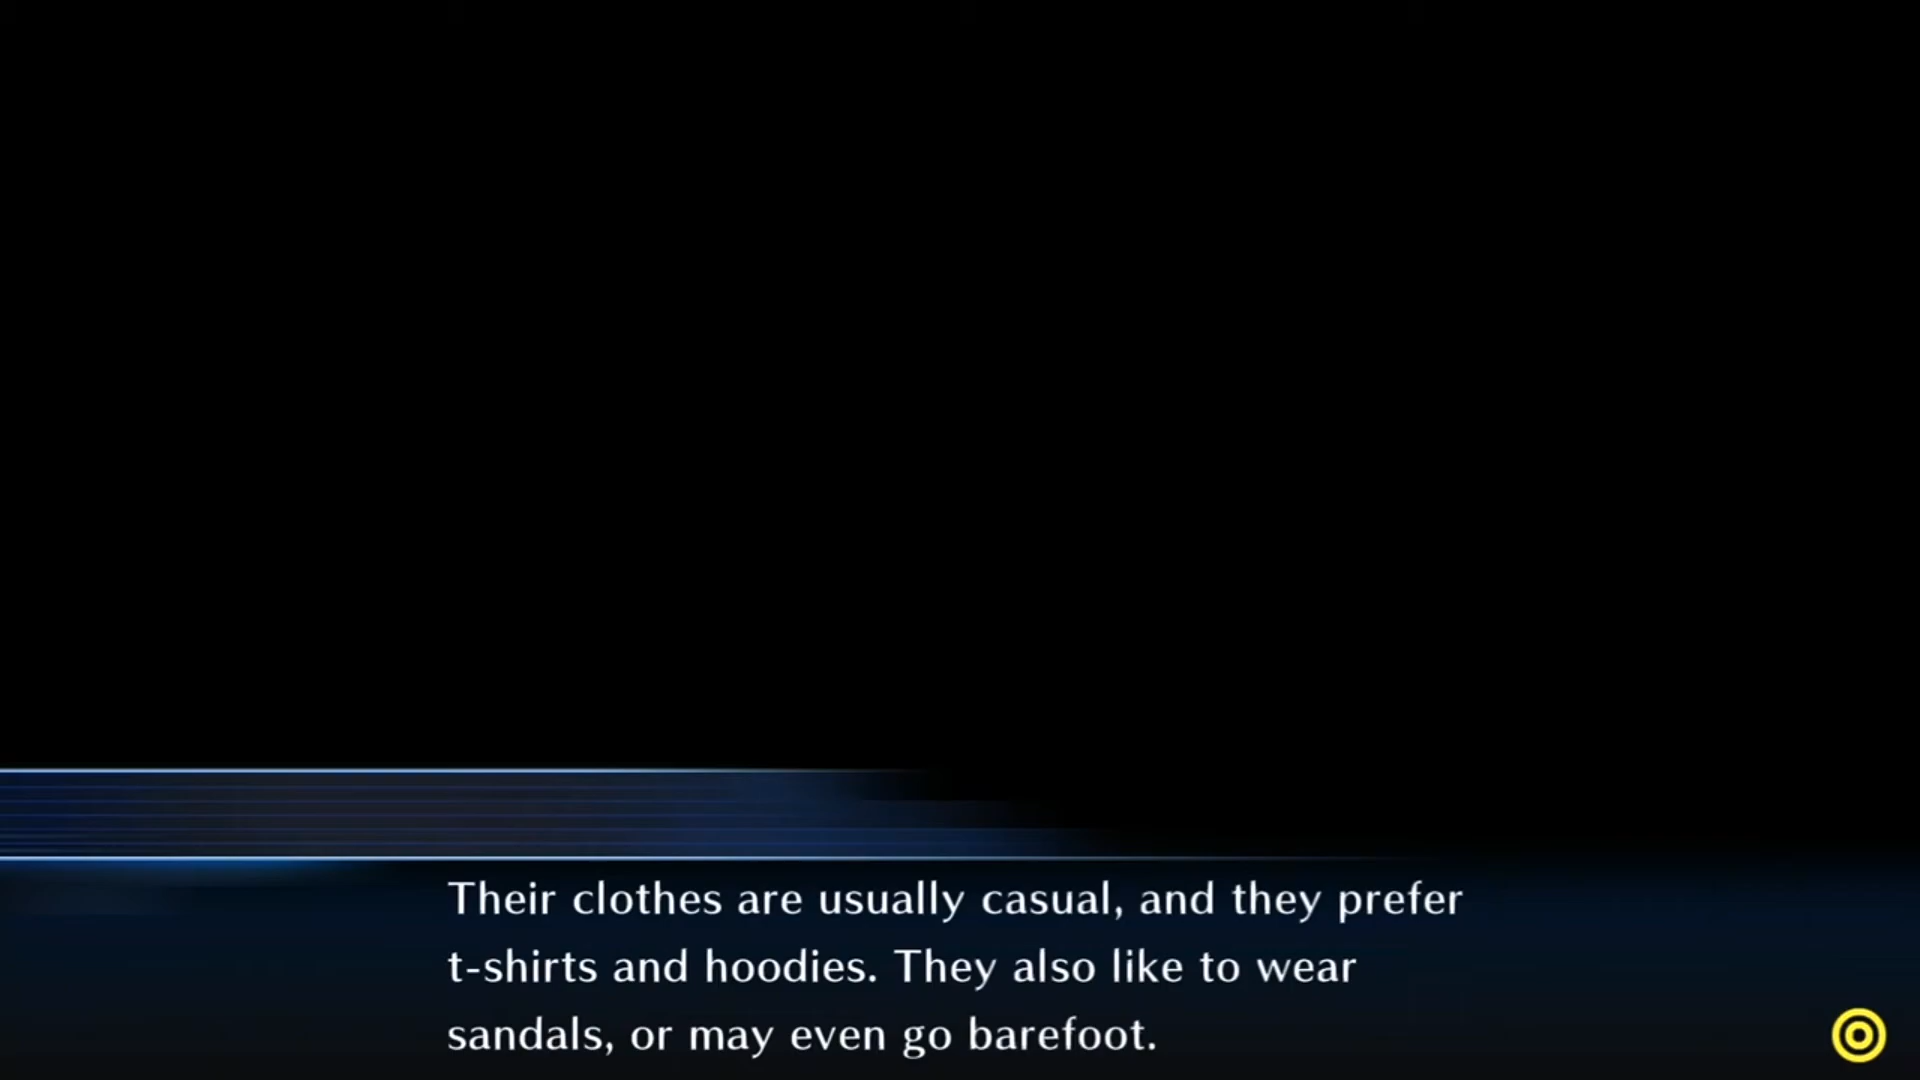 Their clothes are usually casual, and they prefer
t-shirts and hoodies. They also like to wear
sandals, or may even go barefoot.